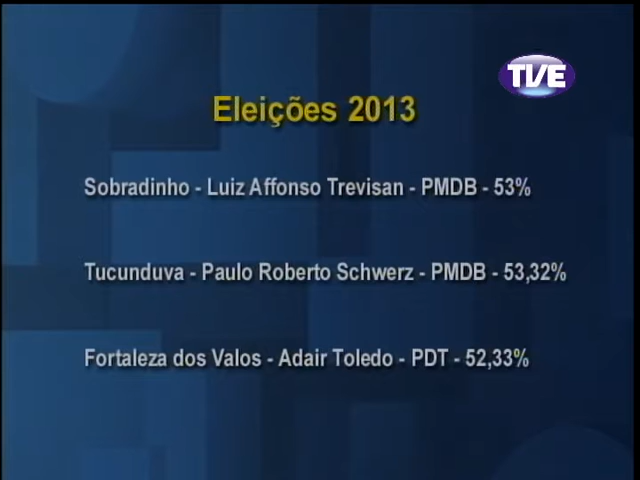 TVE
Eleições 2013
Sobradinho - Luiz Affonso Trevisan - PMDB - 53%
Tucunduva - Paulo Roberto Schwerz - PMDB - 53,32%
Fortaleza dos Valos - Adair Toledo - PDT - 52,33%